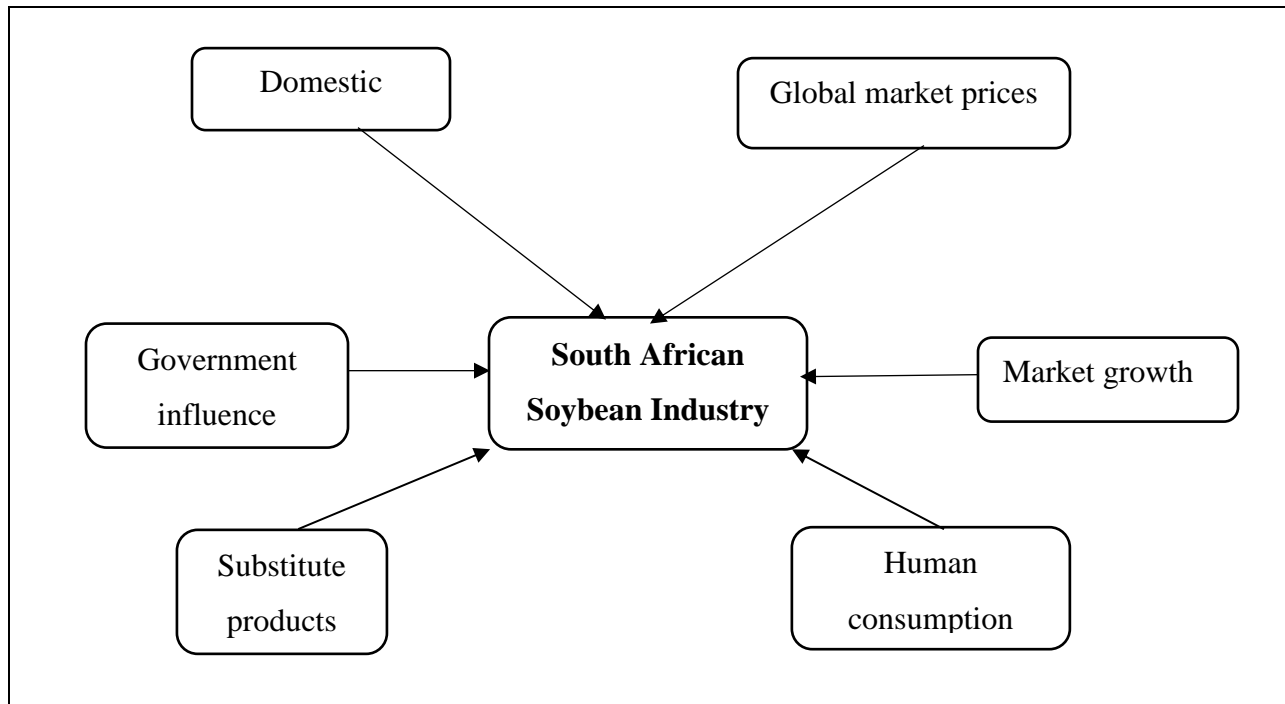 Domestic
Global market prices
Government
influence
South African
Soybean Industry
Market growth
Substitute
products
Human
consumption